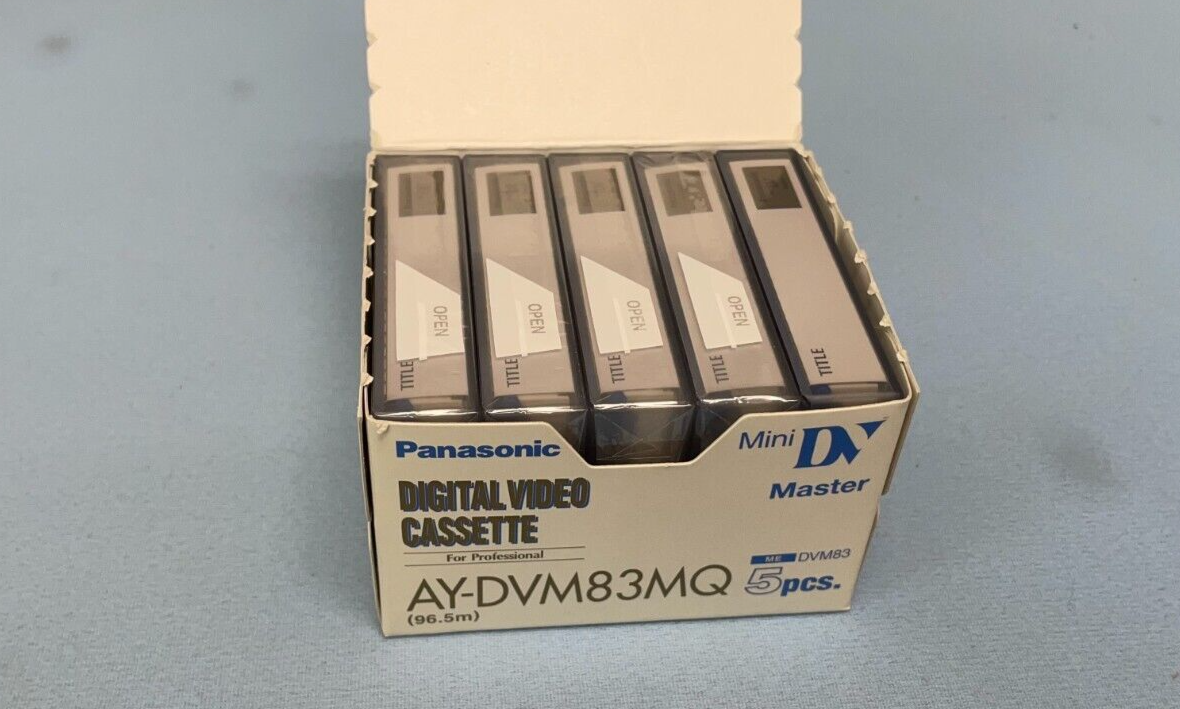 OPEN
TITLE
OPEN
TITLE
OPEN
TITLE
OPEN
TITLE
TITLE
Panasonic
Mini DV
Master
DIGITAL VIDEO
CASSETTE
For Professional
AY-DVM83MQ
(96.5m)
ME DVM83
5pcs.